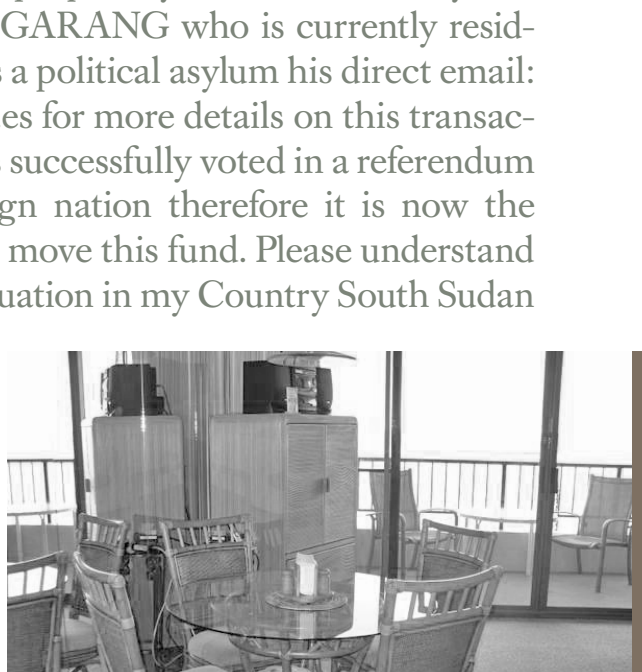 GARANG who is currently resid-
a political asylum his direct email:
es for more details on this transac-
successfully voted in a referendum
gn nation therefore it is now the
move this fund. Please understand
uation in my Country South Sudan